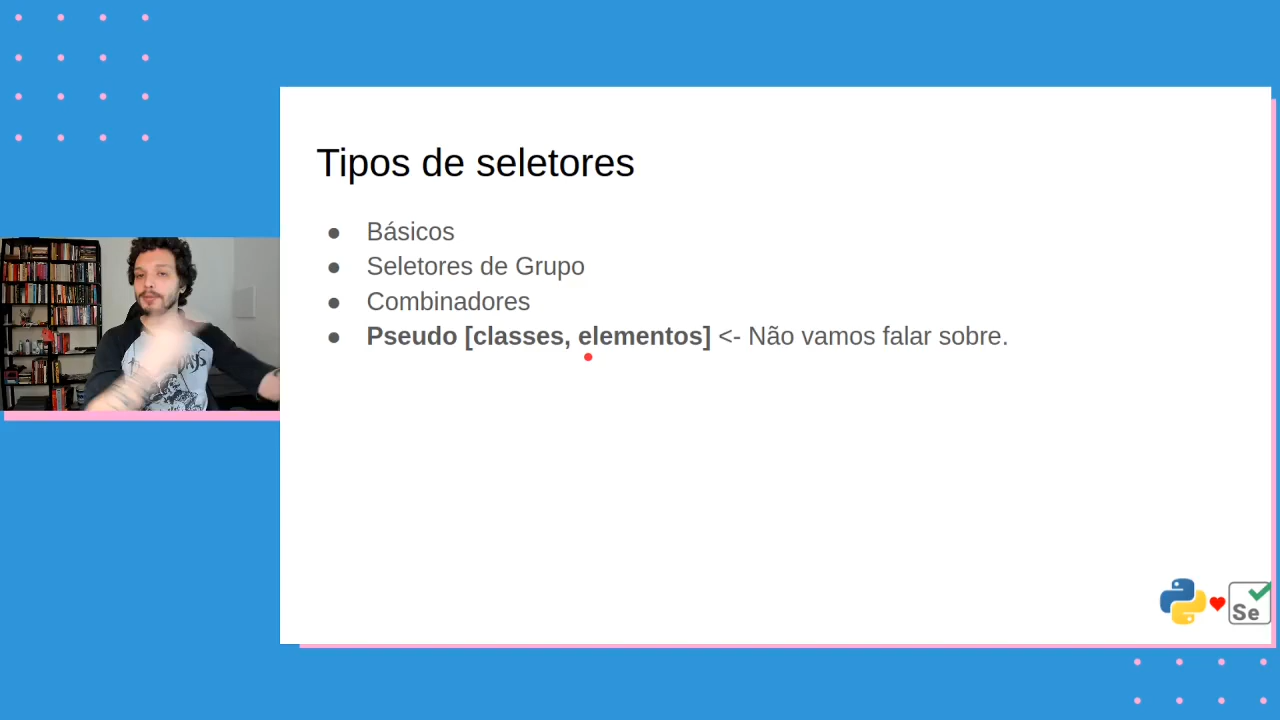 Tipos de seletores
● Básicos
● Seletores de Grupo
● Combinadores
● Pseudo [classes, elementos] <- Não vamos falar sobre.
Se